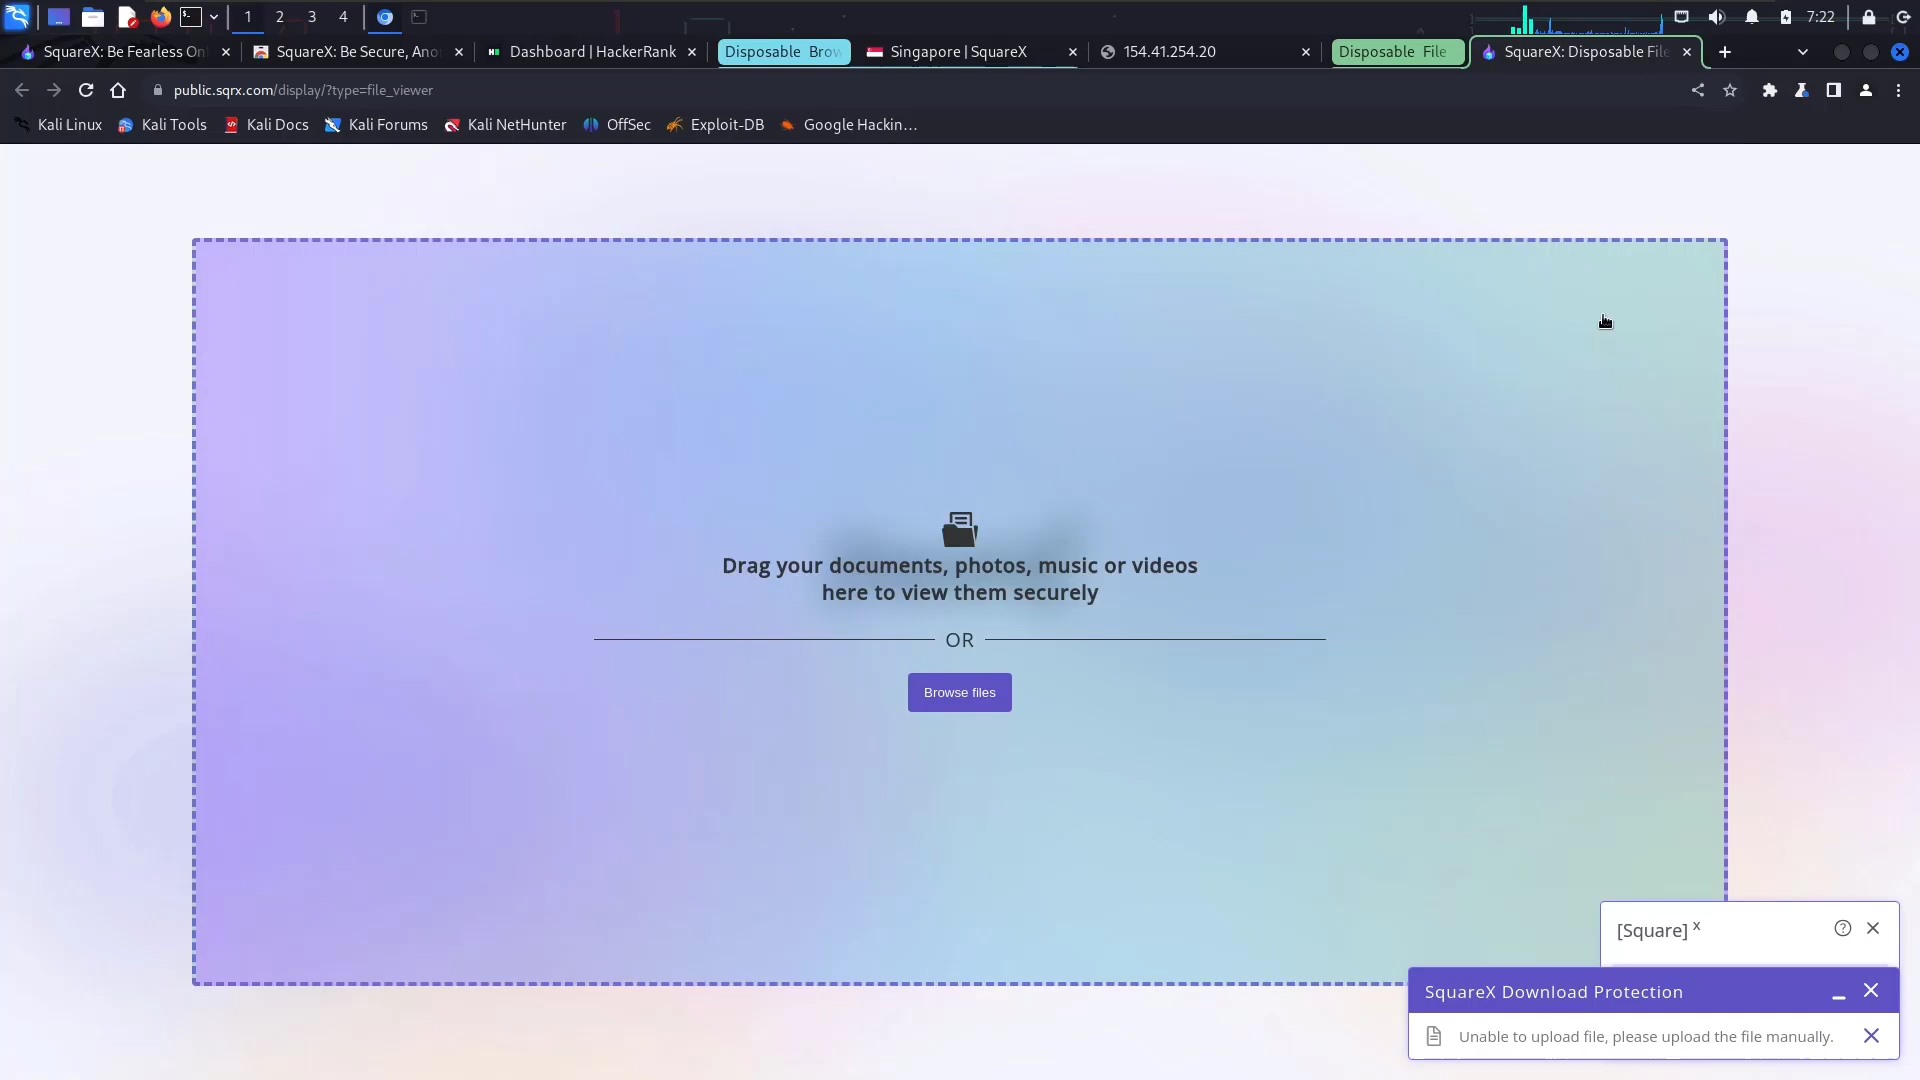 1 2 3 4 7:22
SquareX: Be Fearless On
SquareX: Be Secure, Ano
Dashboard | HackerRank
Disposable Brow
Singapore | SquareX
154.41.254.20
Disposable File
SquareX: Disposable File
public.sqrx.com/display/?type=file_viewer
Kali Linux
Kali Tools
Kali Docs
Kali Forums
Kali NetHunter
OffSec
Exploit-DB
Google Hackin…
Drag your documents, photos, music or videos
here to view them securely
OR
Browse files
[Square] x
SquareX Download Protection
Unable to upload file, please upload the file manually.